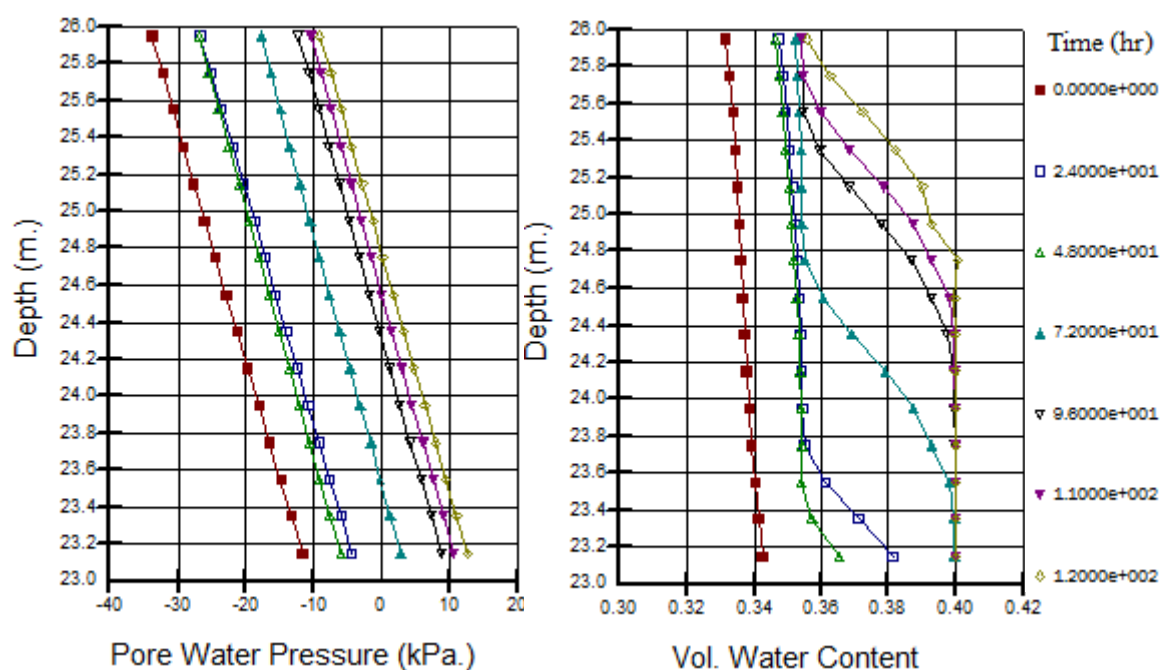 26.0
25.8
25.6
25.4
25.2
25.0
24.8
24.6
24.4
24.2
24.0
23.8
23.6
23.4
23.2
23.0
Depth (m.)
-40 -30 -20 -10 0 10 20
Pore Water Pressure (kPa.)
26.0
25.8
25.6
25.4
25.2
25.0
24.8
24.6
24.4
24.2
24.0
23.8
23.6
23.4
23.2
23.0
Depth (m.)
0.30 0.32 0.34 0.36 0.38 0.40 0.42
Vol. Water Content
Time (hr)
0.0000e+000
2.4000e+001
4.8000e+001
7.2000e+001
9.6000e+001
1.1000e+002
1.2000e+002